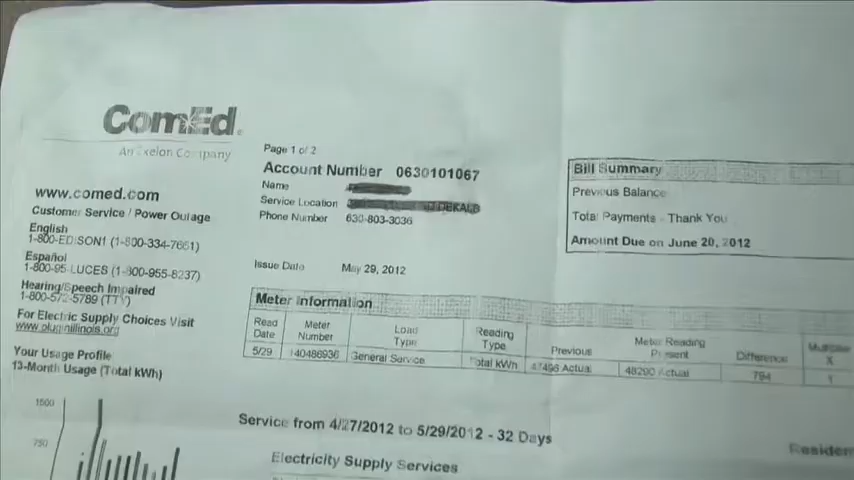 ComEd.
An Exelon Company
www.comed.com
Customer Service / Power Outage
English
1-800-EDISON1 (1-800-334-7661)
Español
1-800-95-LUCES (1-800-955-8237)
Hearing/Speech Impaired
1-800-572-5789 (TTY)
For Electric Supply Choices Visit
www.pluginillinois.org
Your Usage Profile
13-Month Usage (Total kWh)
1500
750
Page 1 of 2
Account Number 0630101067
Name
Service Location DEKALB
Phone Number 630-803-3036
Issue Date May 29, 2012
Bill Summary
Previous Balance
Total Payments - Thank You
Amount Due on June 20, 2012
Meter Information
Read Date Meter Number Load Type Reading Type Previous Meter Reading Present Difference Multiplier X
5/29 140486936 General Service Total kWh 47496 Actual 48290 Actual 794 1
Service from 4/27/2012 to 5/29/2012 - 32 Days
Residen
Electricity Supply Services